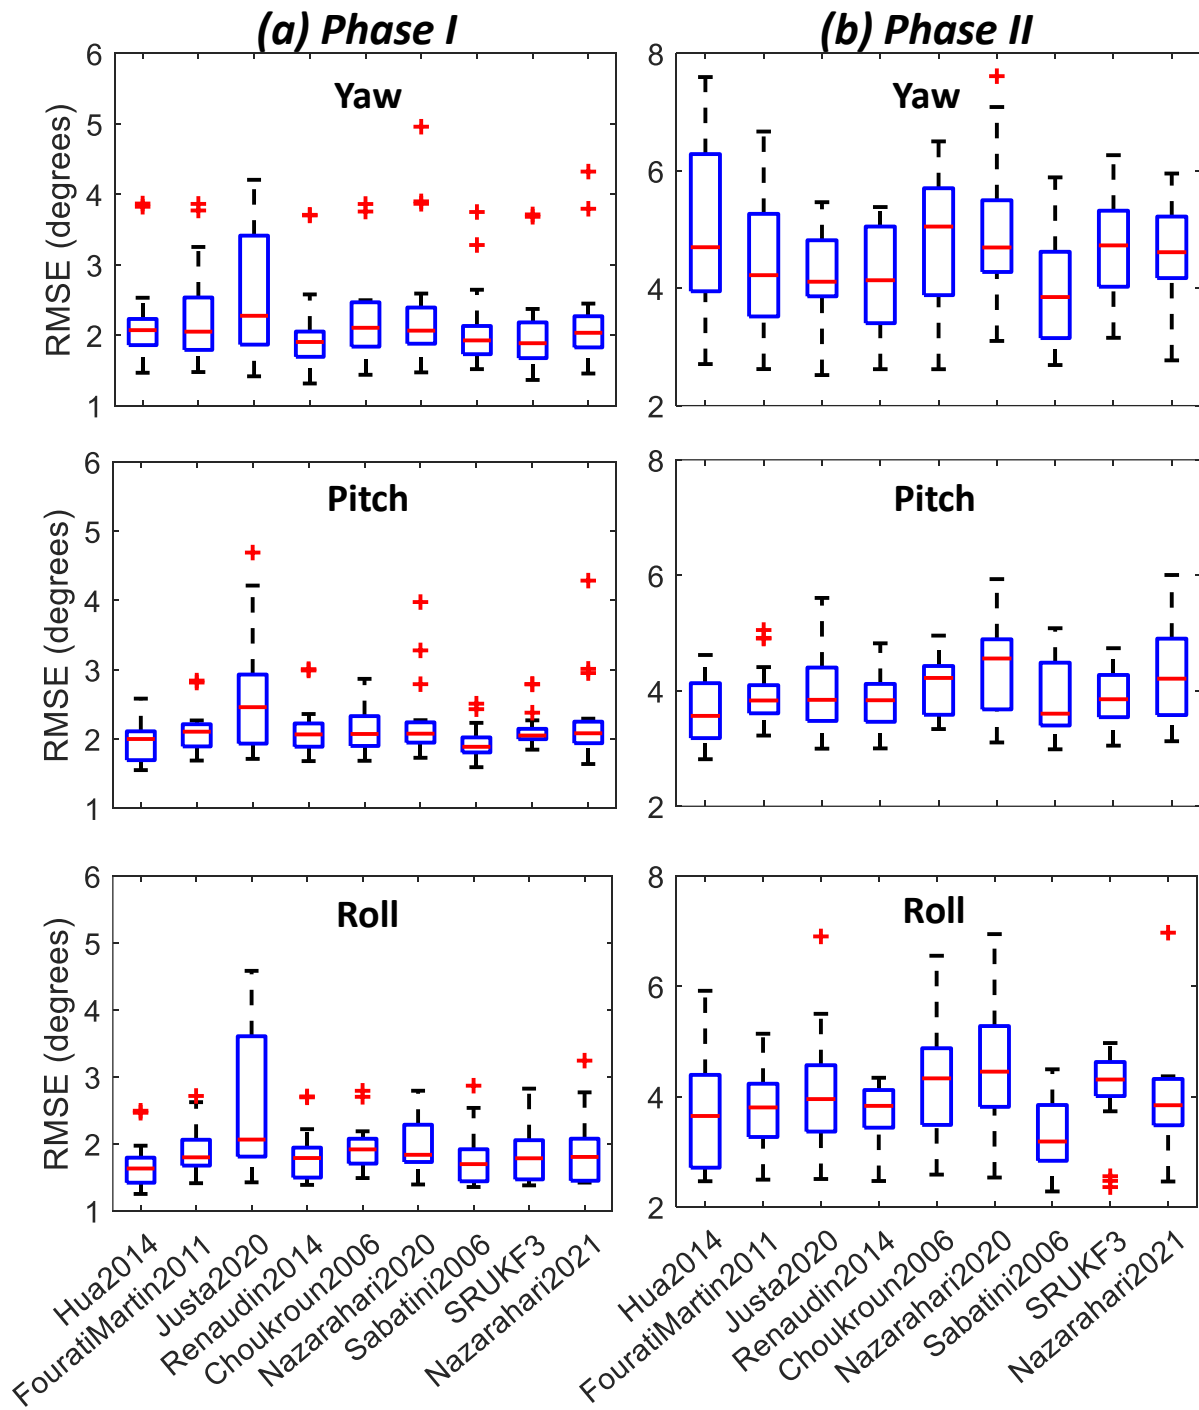 (a) Phase I
(b) Phase II
Yaw
RMSE (degrees)
6
5
4
3
2
1
Yaw
8
6
4
2
Pitch
RMSE (degrees)
6
5
4
3
2
1
Pitch
8
6
4
2
Roll
RMSE (degrees)
6
5
4
3
2
1
Roll
8
6
4
2
Hua2014
FouratiMartin2011
Justa2020
Renaudin2014
Choukroun2006
Nazarahari2020
Sabatini2006
SRUKF3
Nazarahari2021
Hua2014
FouratiMartin2011
Justa2020
Renaudin2014
Choukroun2006
Nazarahari2020
Sabatini2006
SRUKF3
Nazarahari2021